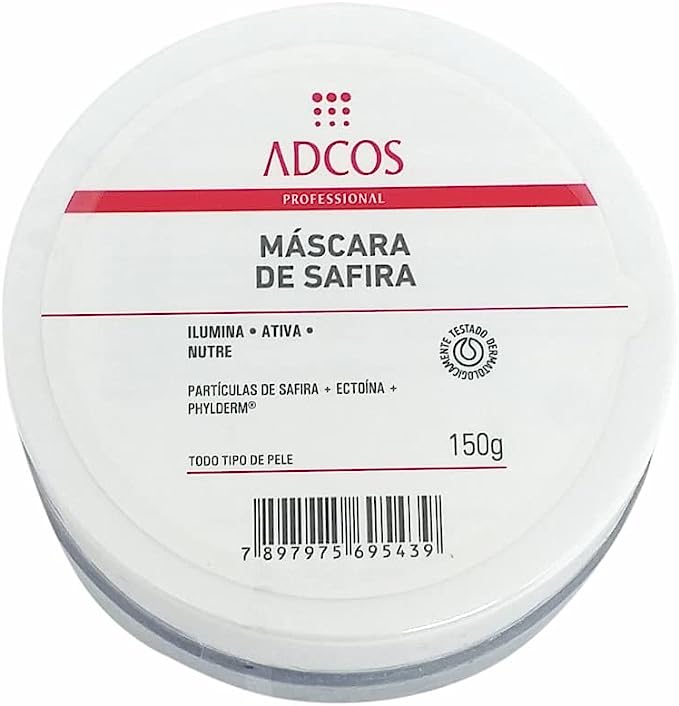 ADCOS
PROFESSIONAL
MÁSCARA
DE SAFIRA
ILUMINA • ATIVA •
NUTRE
TESTADO DERMATOLOGICAMENTE
PARTÍCULAS DE SAFIRA + ECTOÍNA +
PHYLDERM®
TODO TIPO DE PELE
150g
7 897975 695439